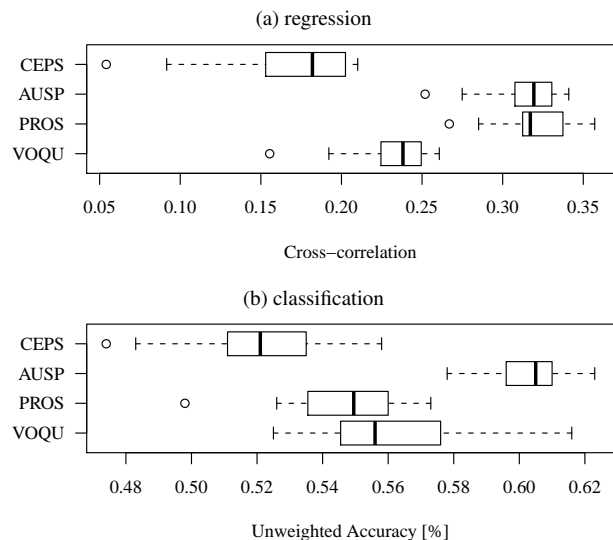 (a) regression
CEPS
AUSP
PROS
VOQU
0.05 0.10 0.15 0.20 0.25 0.30 0.35
Cross−correlation
(b) classification
CEPS
AUSP
PROS
VOQU
0.48 0.50 0.52 0.54 0.56 0.58 0.60 0.62
Unweighted Accuracy [%]